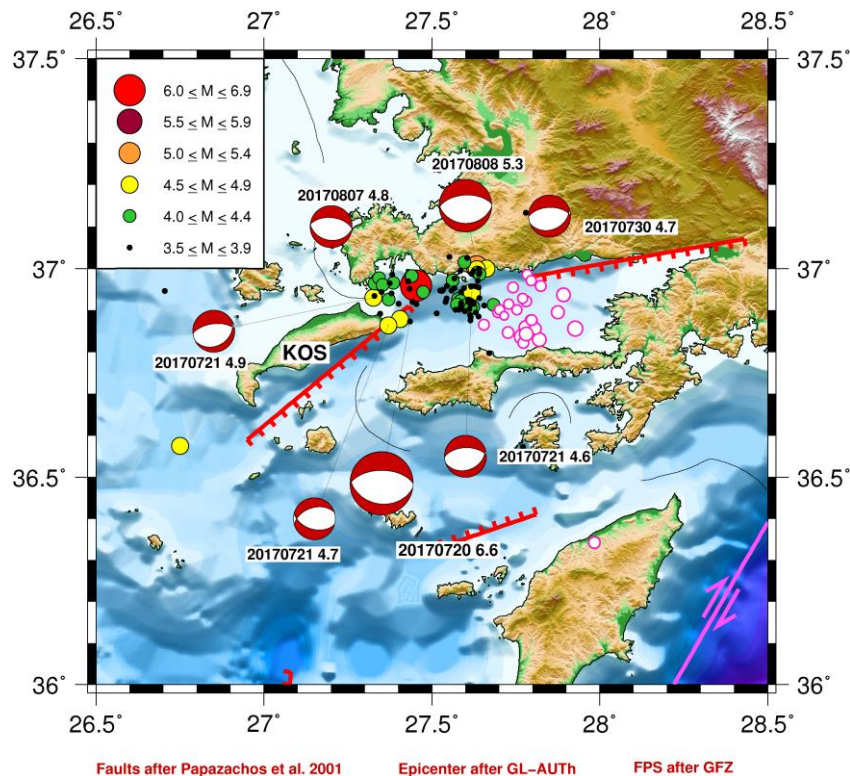 26.5° 27° 27.5° 28° 28.5°
37.5° 37.5°
6.0 ≤ M ≤ 6.9
5.5 ≤ M ≤ 5.9
5.0 ≤ M ≤ 5.4
4.5 ≤ M ≤ 4.9
4.0 ≤ M ≤ 4.4
3.5 ≤ M ≤ 3.9
20170808 5.3
20170807 4.8
20170730 4.7
37° 37°
20170721 4.9
KOS
20170721 4.6
36.5° 36.5°
20170721 4.7
20170720 6.6
36° 36°
26.5° 27° 27.5° 28° 28.5°
Faults after Papazachos et al. 2001 Epicenter after GL-AUTh FPS after GFZ